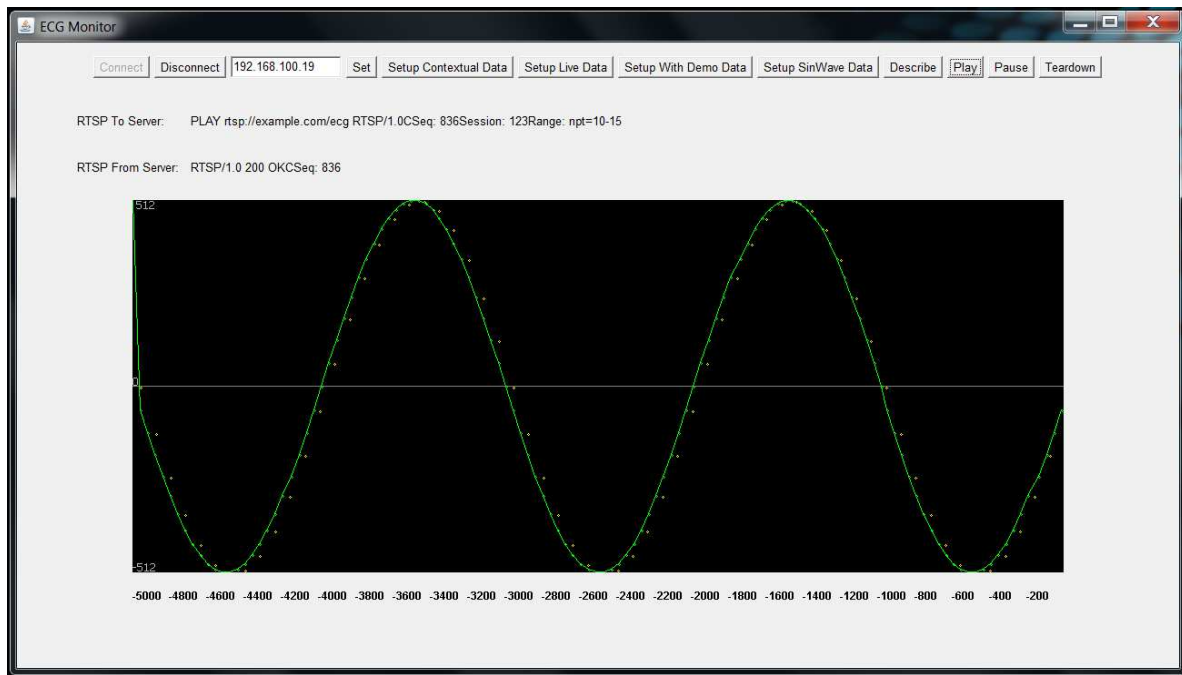 ECG Monitor
Connect Disconnect 192.168.100.19 Set Setup Contextual Data Setup Live Data Setup With Demo Data Setup SinWave Data Describe Play Pause Teardown
RTSP To Server: PLAY rtsp://example.com/ecg RTSP/1.0CSeq: 836Session: 123Range: npt=10-15
RTSP From Server: RTSP/1.0 200 OKCSeq: 836
512
0
-512
-5000 -4800 -4600 -4400 -4200 -4000 -3800 -3600 -3400 -3200 -3000 -2800 -2600 -2400 -2200 -2000 -1800 -1600 -1400 -1200 -1000 -800 -600 -400 -200